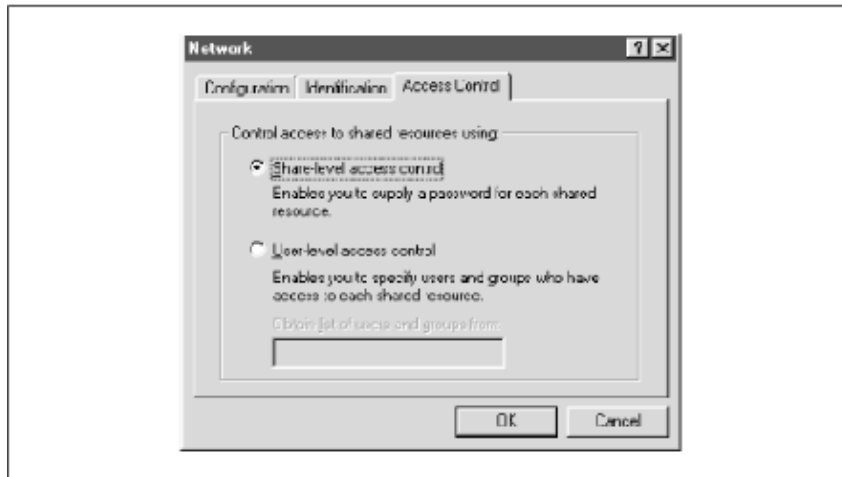 Network
Configuration Identification Access Control
Control access to shared resources using:
Share-level access control
Enables you to supply a password for each shared
resource.
User-level access control
Enables you to specify users and groups who have
access to each shared resource.
Obtain list of users and groups from:
OK Cancel